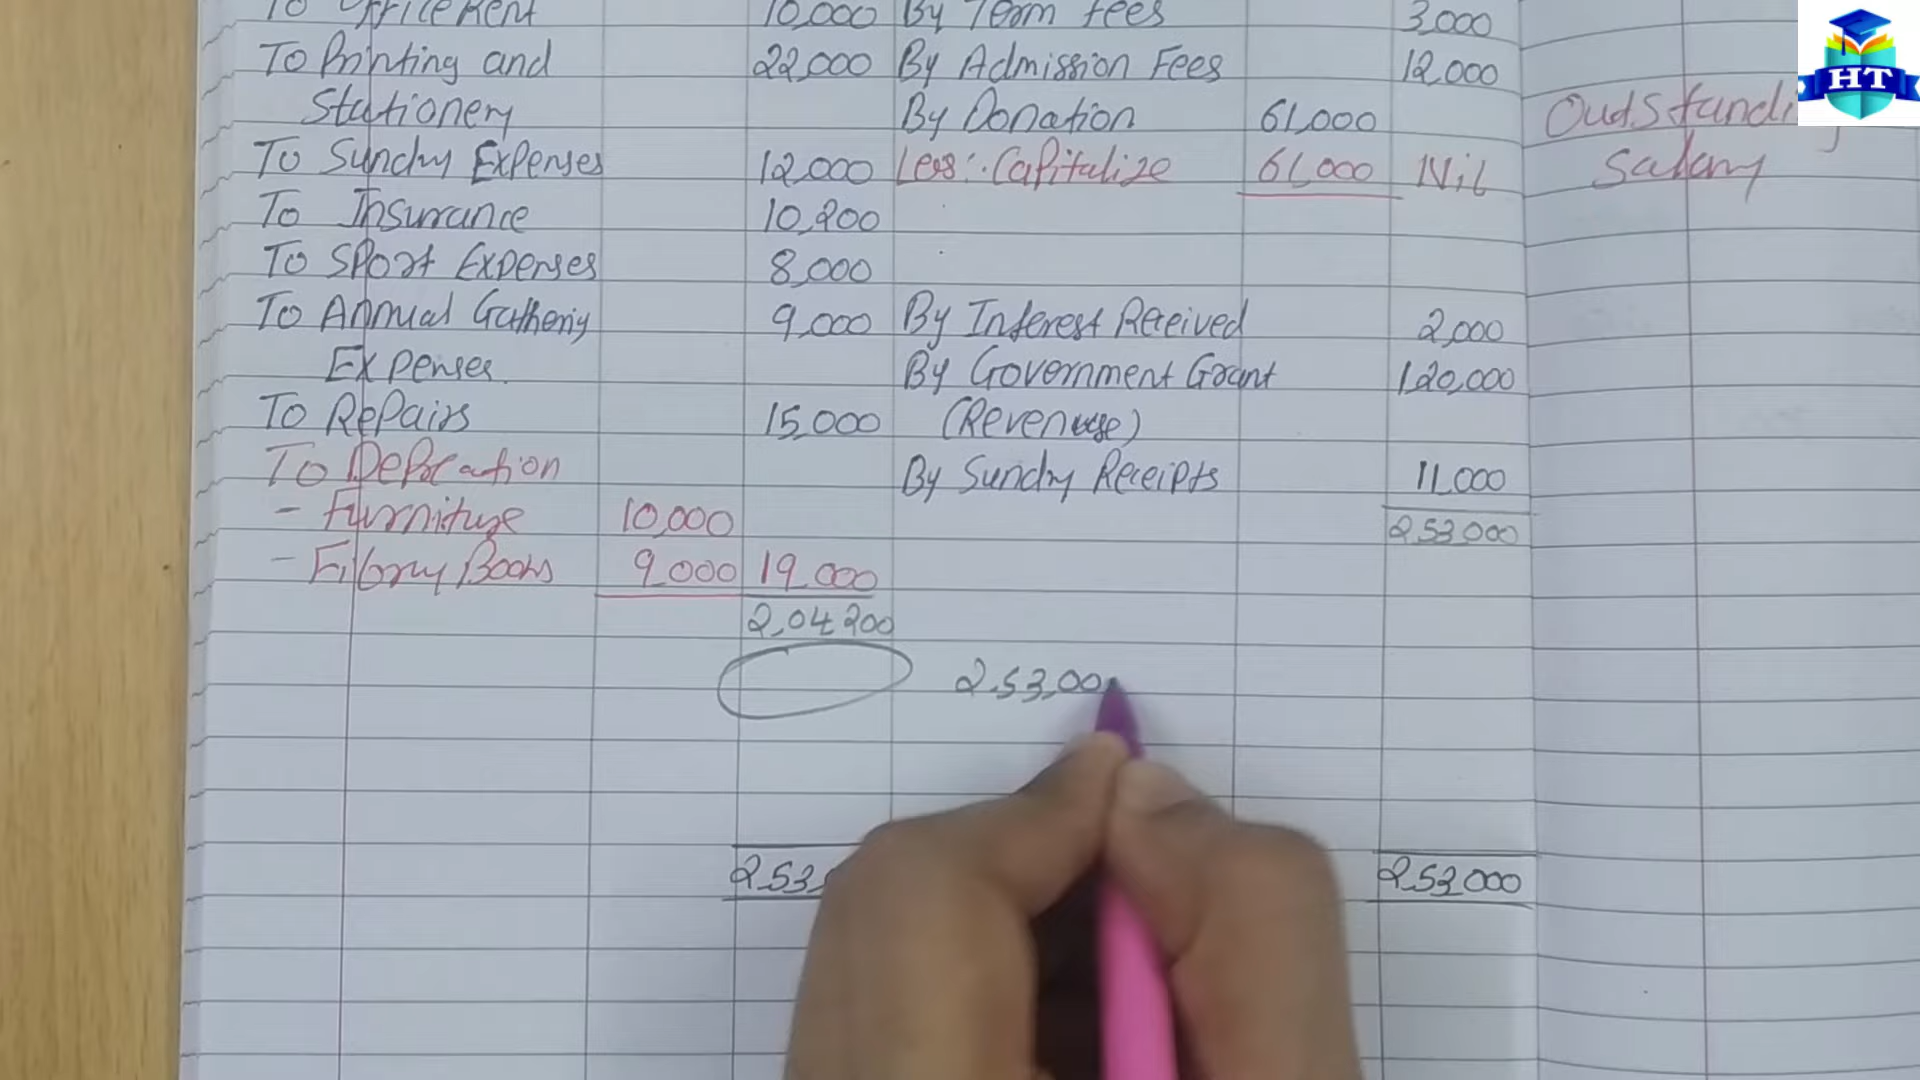 To Office Rent 10,000 By Term fees 3,000
To Printing and 22,000 By Admission Fees 12,000
Stationery By Donation 61,000 Outstandi
To Sundry Expenses 12,000 Less:- Capitalize 61,000 Nil Salary
To Insurance 10,200
To Sport Expenses 8,000
To Annual Gatheriy 9,000 By Interest Received 2,000
Expenses. By Government Grant 1,20,000
To Repairs 15,000 (Revenue)
To By Sundry Receipts 11,000
- Furniture 10,000 2,53,000
- Books 9,000 19,000
2,04,200
2,53,00
2,53, 2,53,000
HT